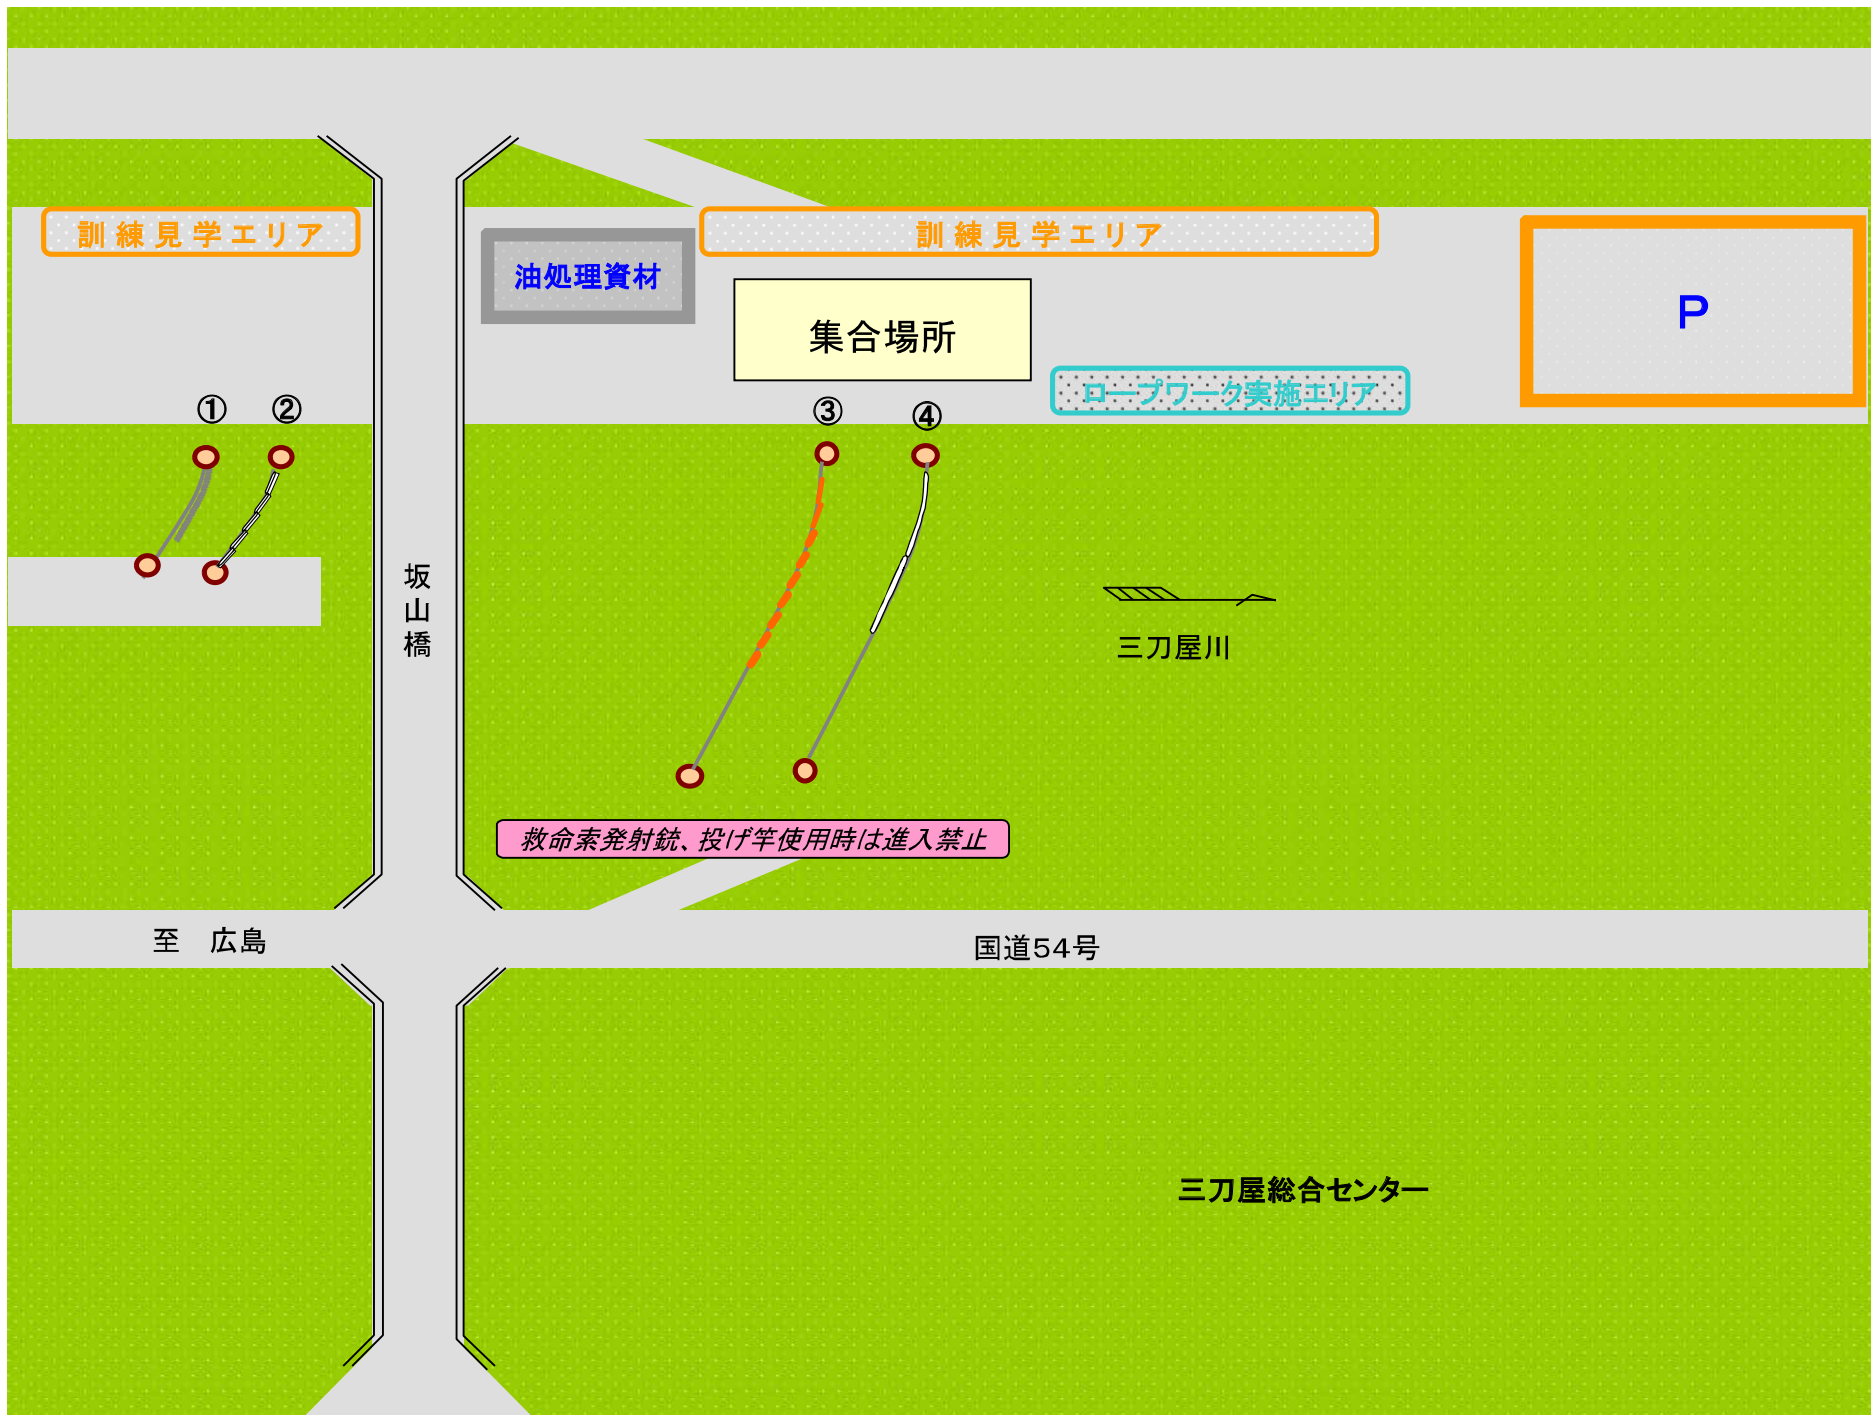 訓練見学エリア
訓練見学エリア
油処理資材
集合場所
P
ロープワーク実施エリア
①
②
③
④
坂山橋
三刀屋川
救命索発射銃、投げ竿使用時は進入禁止
至　広島
国道54号
三刀屋総合センター